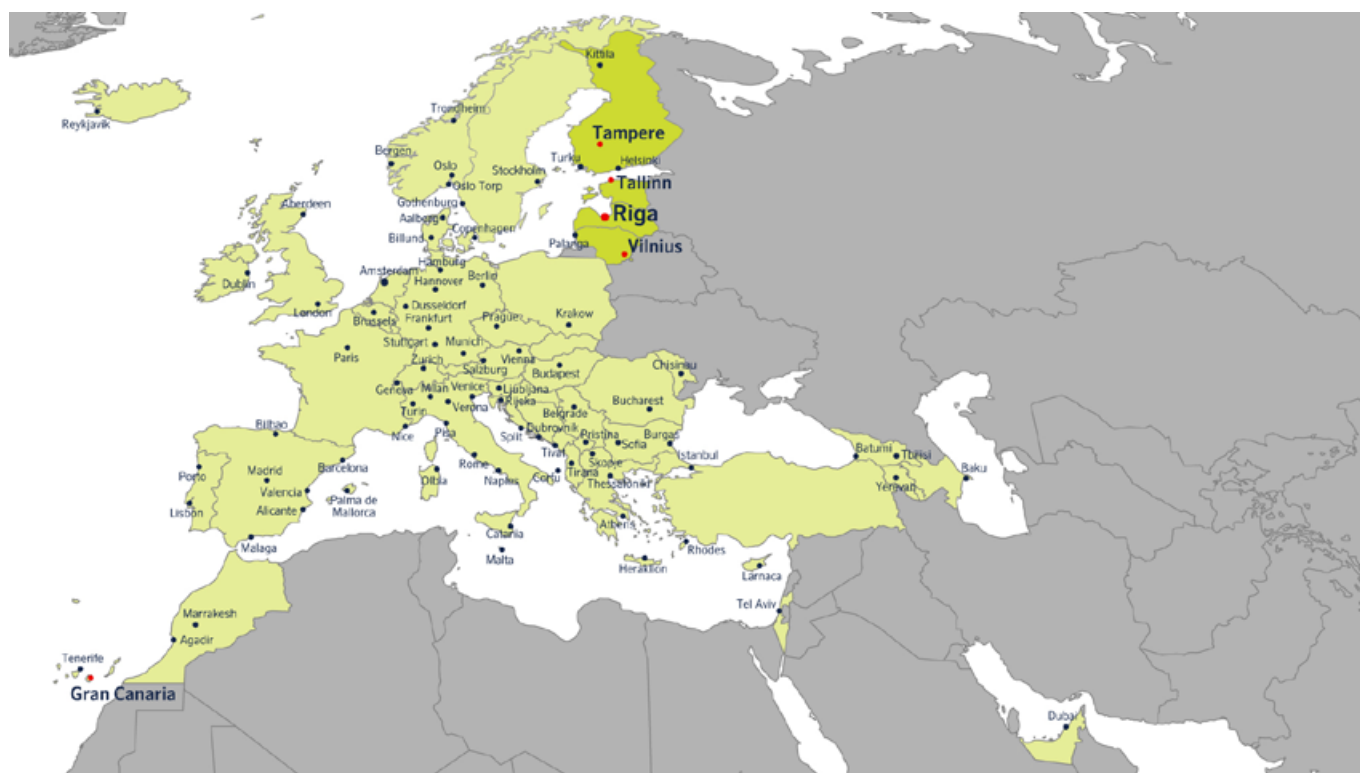 Kittila
Reykjavik
Trondheim
Tampere
Bergen
Oslo
Turku
Helsinki
Stockholm
Oslo Torp
Tallinn
Gothenburg
Aberdeen
Aalborg
Riga
Billund
Copenhagen
Palanga
Vilnius
Hamburg
Amsterdam
Dublin
Hannover
Berlin
London
Dusseldorf
Brussels
Frankfurt
Prague
Krakow
Paris
Stuttgart
Munich
Vienna
Zurich
Salzburg
Budapest
Chisinau
Geneva
Milan
Venice
Ljubljana
Rijeka
Turin
Verona
Belgrade
Bucharest
Bilbao
Nice
Pisa
Split
Dubrovnik
Pristina
Sofia
Burgas
Tivat
Istanbul
Batumi
Tbilisi
Porto
Madrid
Barcelona
Rome
Skopje
Tirana
Baku
Olbia
Naples
Corfu
Thessaloniki
Yerevan
Valencia
Palma de
Mallorca
Lisbon
Alicante
Athens
Catania
Malaga
Malta
Heraklion
Rhodes
Larnaca
Tel Aviv
Marrakesh
Agadir
Tenerife
Gran Canaria
Dubai